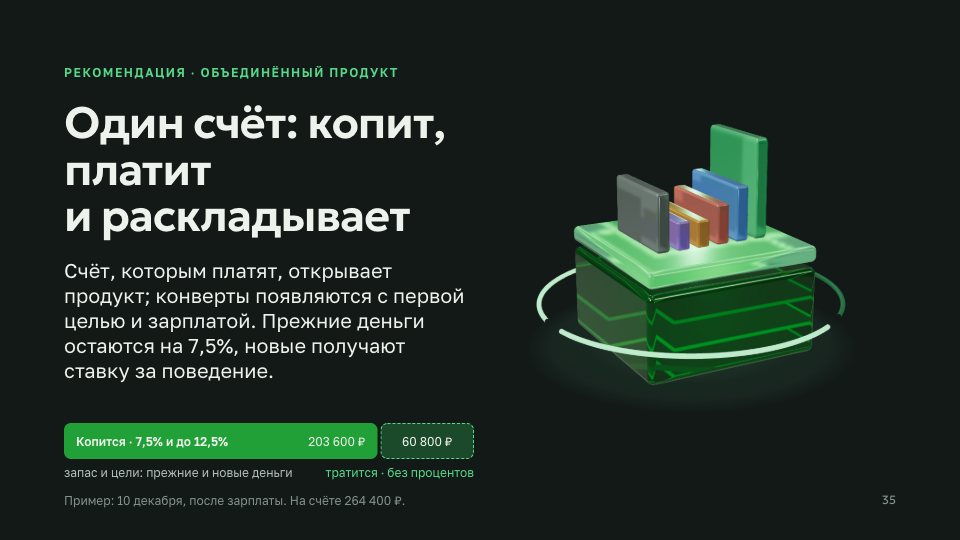 РЕКОМЕНДАЦИЯ · ОБЪЕДИНЁННЫЙ ПРОДУКТ
Один счёт: копит,
платит
и раскладывает
Счёт, которым платят, открывает
продукт; конверты появляются с первой
целью и зарплатой. Прежние деньги
остаются на 7,5%, новые получают
ставку за поведение.
Копится · 7,5% и до 12,5% 203 600 ₽ 60 800 ₽
запас и цели: прежние и новые деньги тратится · без процентов
Пример: 10 декабря, после зарплаты. На счёте 264 400 ₽.
35